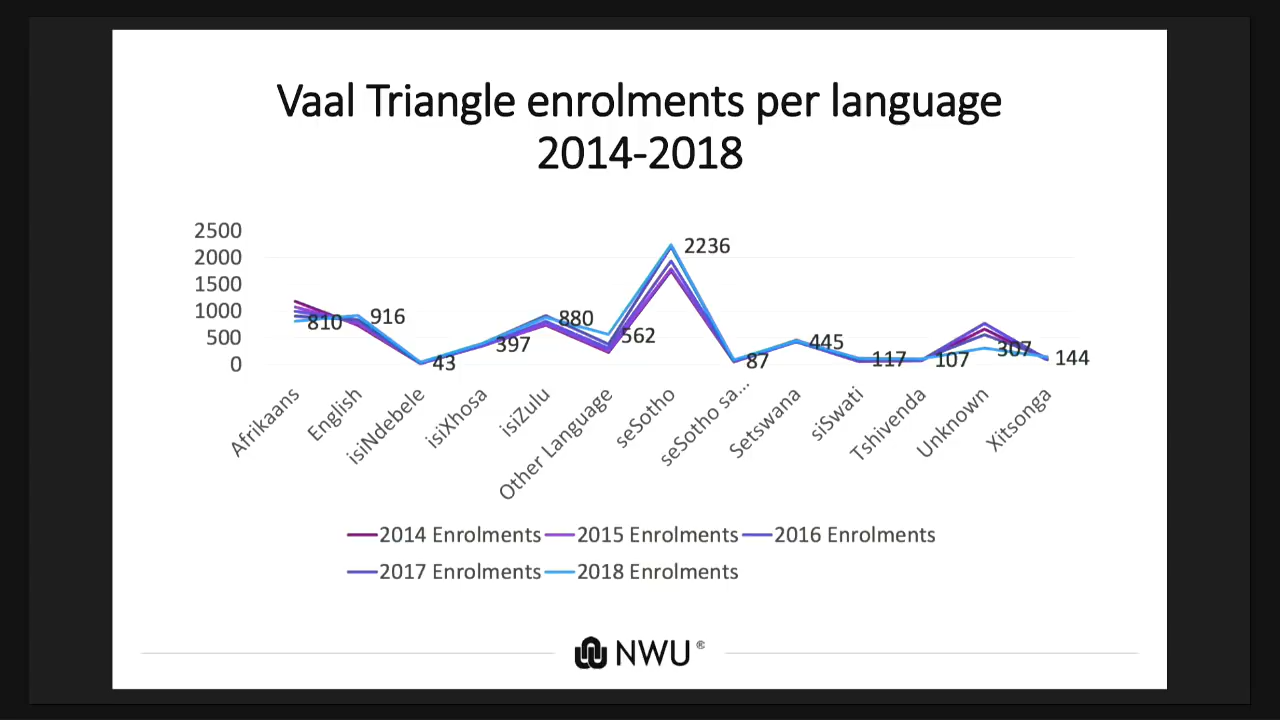 Vaal Triangle enrolments per language
2014-2018
2500
2000
1500
1000
500
0
810
916
43
397
880
562
2236
87
445
117
107
307
144
Afrikaans
English
isiNdebele
isiXhosa
isiZulu
Other Language
seSotho
seSotho sa...
Setswana
siSwati
Tshivenda
Unknown
Xitsonga
2014 Enrolments 2015 Enrolments 2016 Enrolments
2017 Enrolments 2018 Enrolments
NWU ®